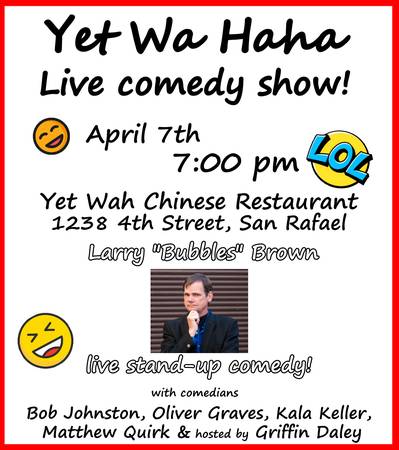 Yet Wa Haha
Live comedy show!
April 7th
7:00 pm
LOL
Yet Wah Chinese Restaurant
1238 4th Street, San Rafael
Larry "Bubbles" Brown
live stand-up comedy!
with comedians
Bob Johnston, Oliver Graves, Kala Keller,
Matthew Quirk & hosted by Griffin Daley